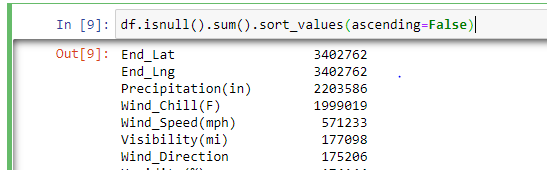 In [9]: df.isnull().sum().sort_values(ascending=False)
Out[9]: End_Lat 3402762
End_Lng 3402762
Precipitation(in) 2203586
Wind_Chill(F) 1999019
Wind_Speed(mph) 571233
Visibility(mi) 177098
Wind_Direction 175206